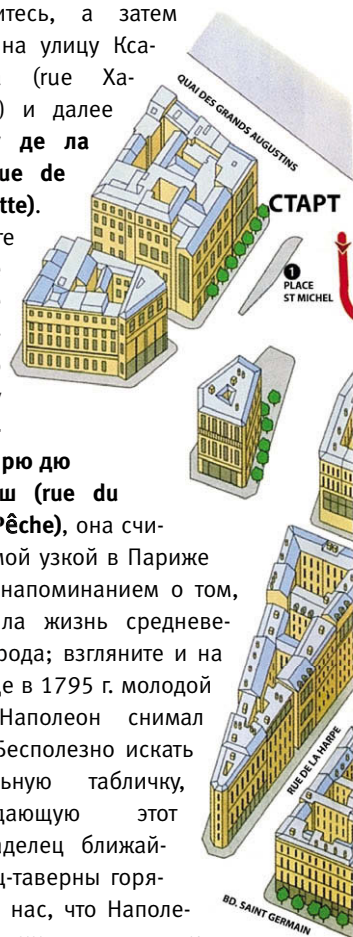 итесь, а затем
на улицу Кса-
(rue Xa-
) и далее
де la
ue de
tte).
те
рю дю
ш (rue du
Pêche), она счи-
мой узкой в Париже
напоминанием о том,
ла жизнь средневе-
рода; взгляните и на
де в 1795 г. молодой
Наполеон снимал
Бесполезно искать
льную табличку,
дающую этот
аделец ближай-
ц-таверны горя-
нас, что Наполе-
QUAI DES GRANDS AUGUSTINS
СТАРТ
1
PLACE
ST MICHEL
RUE DE LA HARPE
BD. SAINT GERMAIN